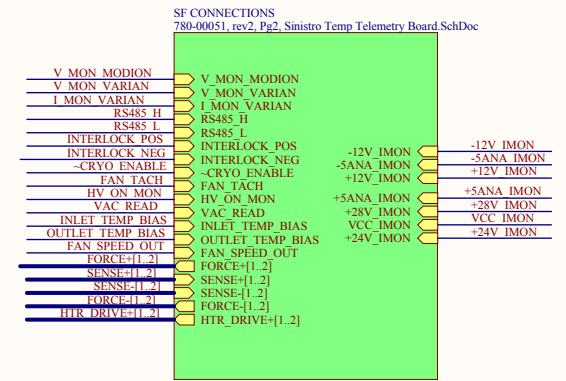 SF CONNECTIONS
780-00051, rev2, Pg2, Sinistro Temp Telemetry Board.SchDoc
V_MON_MODION V_MON_MODION
V_MON_VARIAN V_MON_VARIAN
I_MON_VARIAN I_MON_VARIAN
RS485_H RS485_H
RS485_L RS485_L
INTERLOCK_POS INTERLOCK_POS
INTERLOCK_NEG INTERLOCK_NEG
~CRYO_ENABLE ~CRYO_ENABLE
FAN_TACH FAN_TACH
HV_ON_MON HV_ON_MON
VAC_READ VAC_READ
INLET_TEMP_BIAS INLET_TEMP_BIAS
OUTLET_TEMP_BIAS OUTLET_TEMP_BIAS
FAN_SPEED_OUT FAN_SPEED_OUT
FORCE+[1..2] FORCE+[1..2]
SENSE+[1..2] SENSE+[1..2]
SENSE-[1..2] SENSE-[1..2]
FORCE-[1..2] FORCE-[1..2]
HTR_DRIVE+[1..2] HTR_DRIVE+[1..2]
-12V_IMON -12V_IMON
-5ANA_IMON -5ANA_IMON
+12V_IMON +12V_IMON
+5ANA_IMON +5ANA_IMON
+28V_IMON +28V_IMON
VCC_IMON VCC_IMON
+24V_IMON +24V_IMON